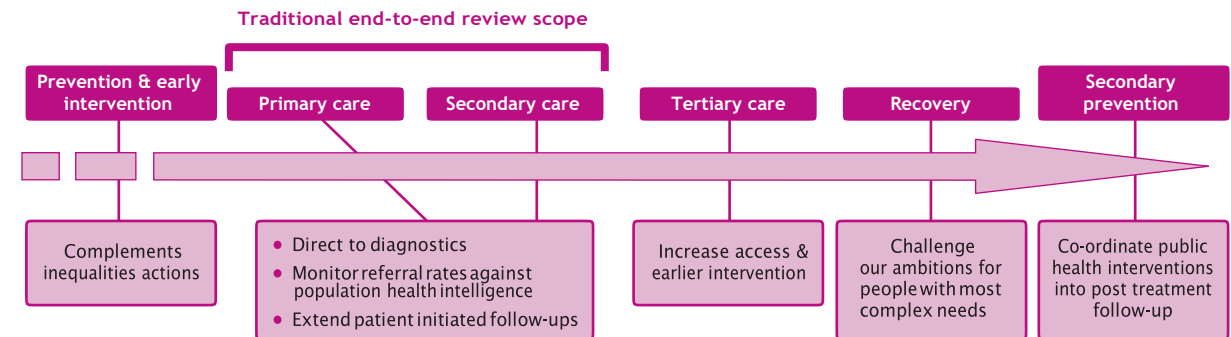 Traditional end-to-end review scope
Prevention & early
intervention
Primary care
Secondary care
Tertiary care
Recovery
Secondary
prevention
Complements
inequalities actions
• Direct to diagnostics
• Monitor referral rates against
population health intelligence
• Extend patient initiated follow-ups
Increase access &
earlier intervention
Challenge
our ambitions for
people with most
complex needs
Co-ordinate public
health interventions
into post treatment
follow-up